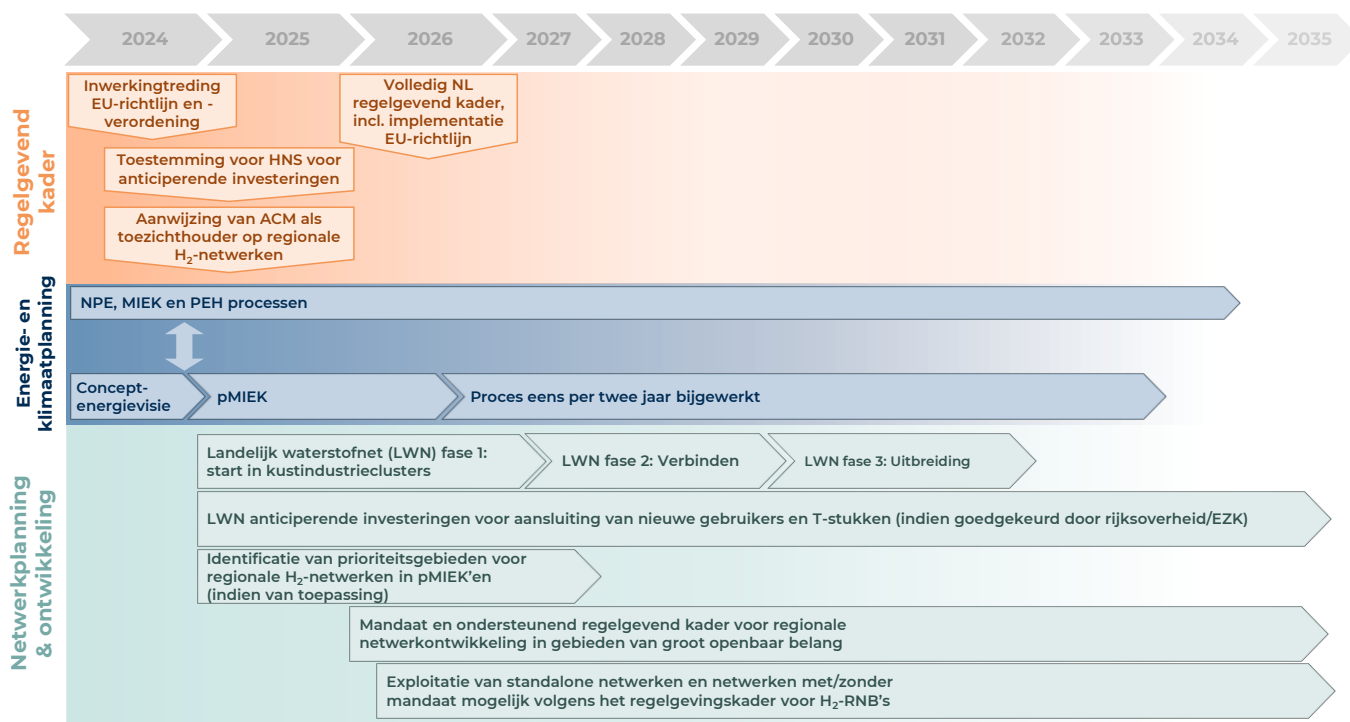 2024 2025 2026 2027 2028 2029 2030 2031 2032 2033 2034 2035
Regelgevend
kader
Inwerkingtreding
EU-richtlijn en -
verordening
Volledig NL
regelgevend kader,
incl. implementatie
EU-richtlijn
Toestemming voor HNS voor
anticiperende investeringen
Aanwijzing van ACM als
toezichthouder op regionale
H₂-netwerken
Energie- en
klimaatplanning
NPE, MIEK en PEH processen
Concept-
energievisie
pMIEK
Proces eens per twee jaar bijgewerkt
Netwerkplanning
& ontwikkeling
Landelijk waterstofnet (LWN) fase 1:
start in kustindustrieclusters
LWN fase 2: Verbinden
LWN fase 3: Uitbreiding
LWN anticiperende investeringen voor aansluiting van nieuwe gebruikers en T-stukken (indien goedgekeurd door rijksoverheid/EZK)
Identificatie van prioriteitsgebieden voor
regionale H₂-netwerken in pMIEK’en
(indien van toepassing)
Mandaat en ondersteunend regelgevend kader voor regionale
netwerkontwikkeling in gebieden van groot openbaar belang
Exploitatie van standalone netwerken en netwerken met/zonder
mandaat mogelijk volgens het regelgevingskader voor H₂-RNB’s